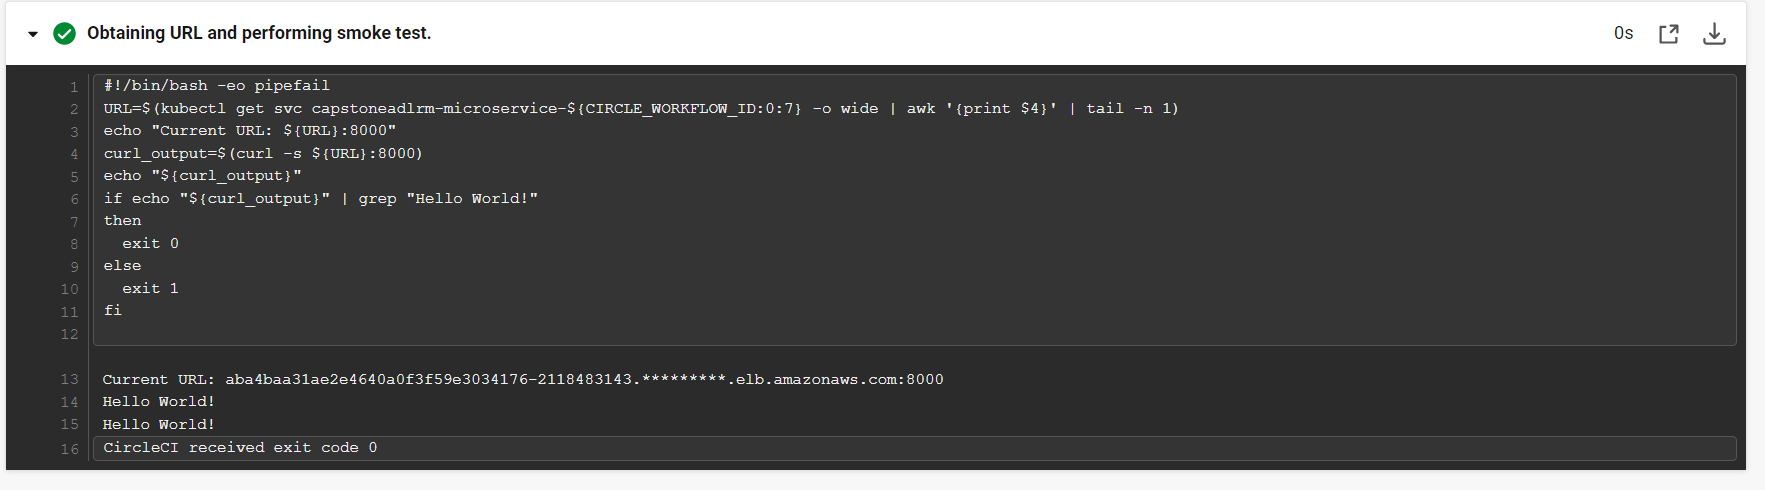 Obtaining URL and performing smoke test.
0s
1 #!/bin/bash -eo pipefail
2 URL=$(kubectl get svc capstoneadlrm-microservice-${CIRCLE_WORKFLOW_ID:0:7} -o wide | awk '{print $4}' | tail -n 1)
3 echo "Current URL: ${URL}:8000"
4 curl_output=$(curl -s ${URL}:8000)
5 echo "${curl_output}"
6 if echo "${curl_output}" | grep "Hello World!"
7 then
8   exit 0
9 else
10   exit 1
11 fi
12
13 Current URL: aba4baa31ae2e4640a0f3f59e3034176-2118483143.*********.elb.amazonaws.com:8000
14 Hello World!
15 Hello World!
16 CircleCI received exit code 0